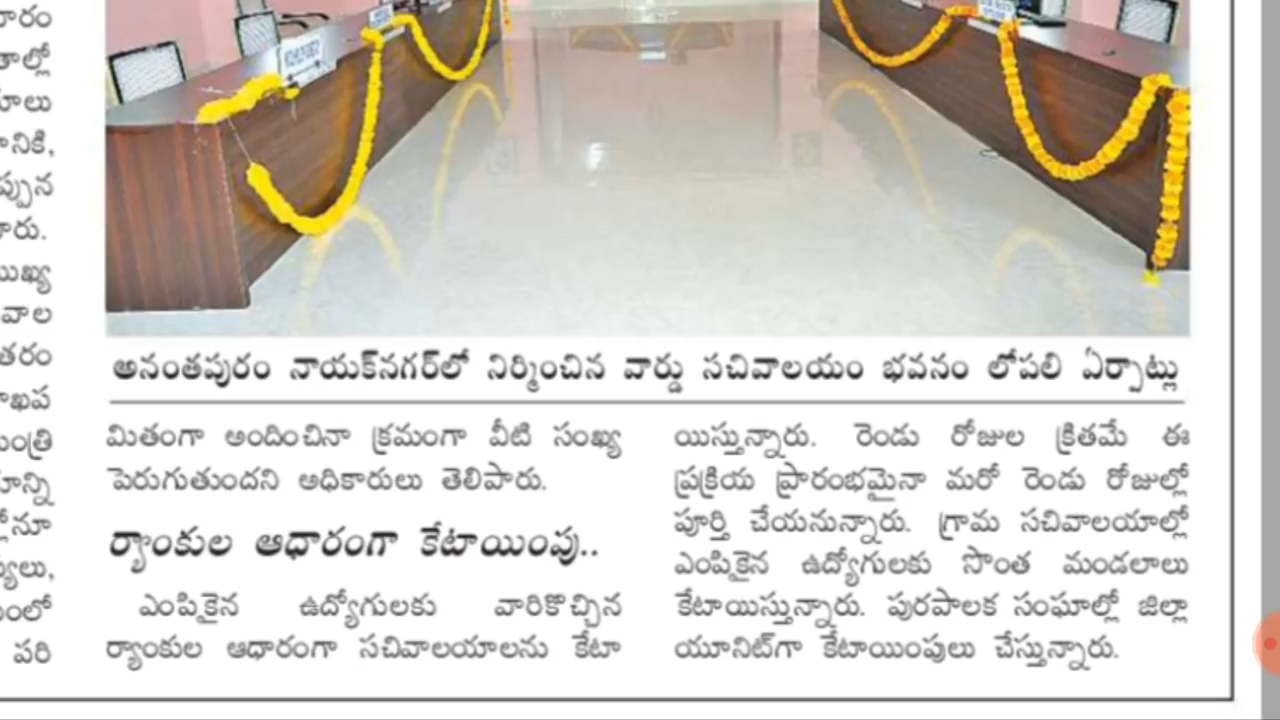 అనంతపురం నాయక్‌నగర్‌లో నిర్మించిన వార్డు సచివాలయం భవనం లోపలి ఏర్పాట్లు
మితంగా అందించినా క్రమంగా వీటి సంఖ్య
పెరుగుతుందని అధికారులు తెలిపారు.
ర్యాంకుల ఆధారంగా కేటాయింపు..
ఎంపికైన ఉద్యోగులకు వారికొచ్చిన
ర్యాంకుల ఆధారంగా సచివాలయాలను కేటా
యిస్తున్నారు. రెండు రోజుల క్రితమే ఈ
ప్రక్రియ ప్రారంభమైనా మరో రెండు రోజుల్లో
పూర్తి చేయనున్నారు. గ్రామ సచివాలయాల్లో
ఎంపికైన ఉద్యోగులకు సొంత మండలాలు
కేటాయిస్తున్నారు. పురపాలక సంఘాల్లో జిల్లా
యూనిట్‌గా కేటాయింపులు చేస్తున్నారు.